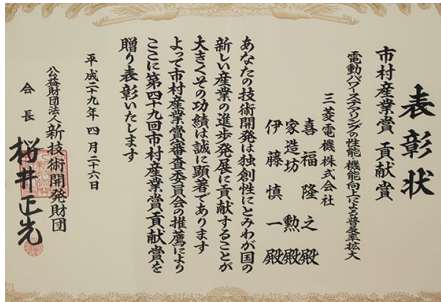 表彰状
市村産業賞 貢献賞
電動パワーステアリングの性能・機能向上による普及率拡大
三菱電機株式会社
喜福隆之殿
家造坊勲殿
伊藤慎一殿
あなたの技術開発は独創性にとみわが国の
新しい産業の進歩発展に貢献することが
大きくその功績は誠に顕著であります
よって市村産業賞審査委員会の推薦により
ここに第四十九回市村産業賞貢献賞を
贈り表彰いたします
平成二十九年四月二十六日
公益財団法人新技術開発財団
会長 桜井正光